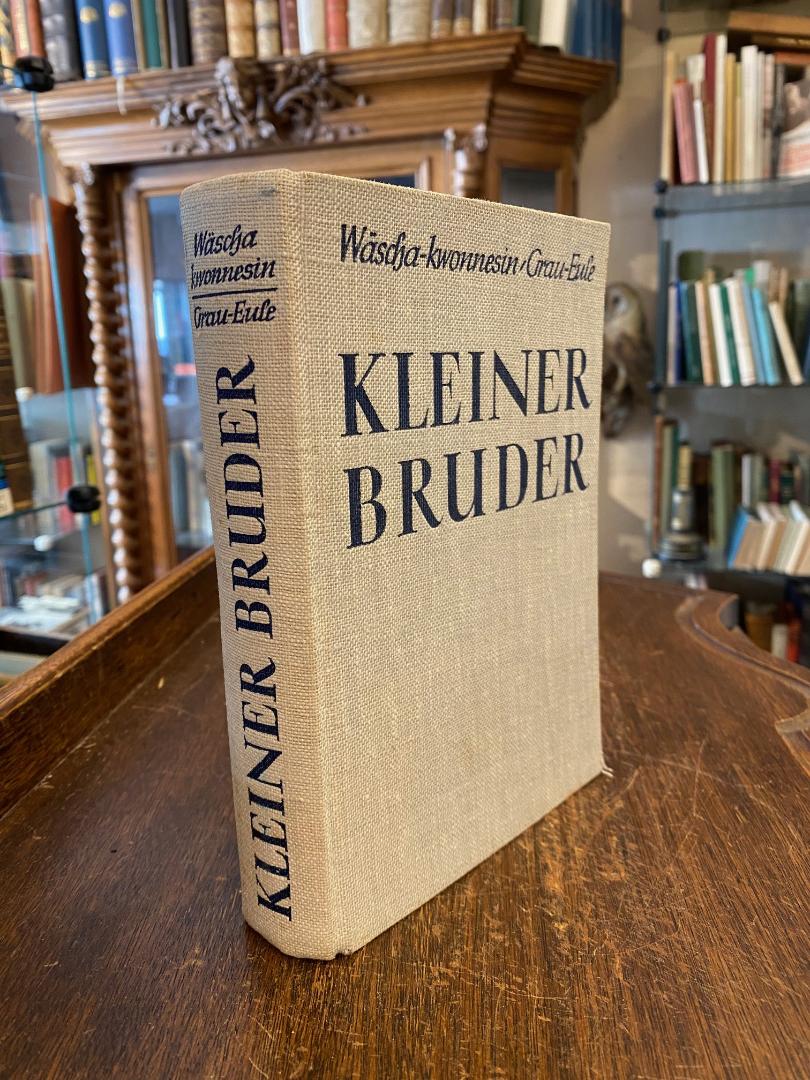 Wäscha
kwonnesin
Grau-Eule
KLEINER BRUDER
Wäscha-kwonnesin / Grau-Eule
KLEINER
BRUDER